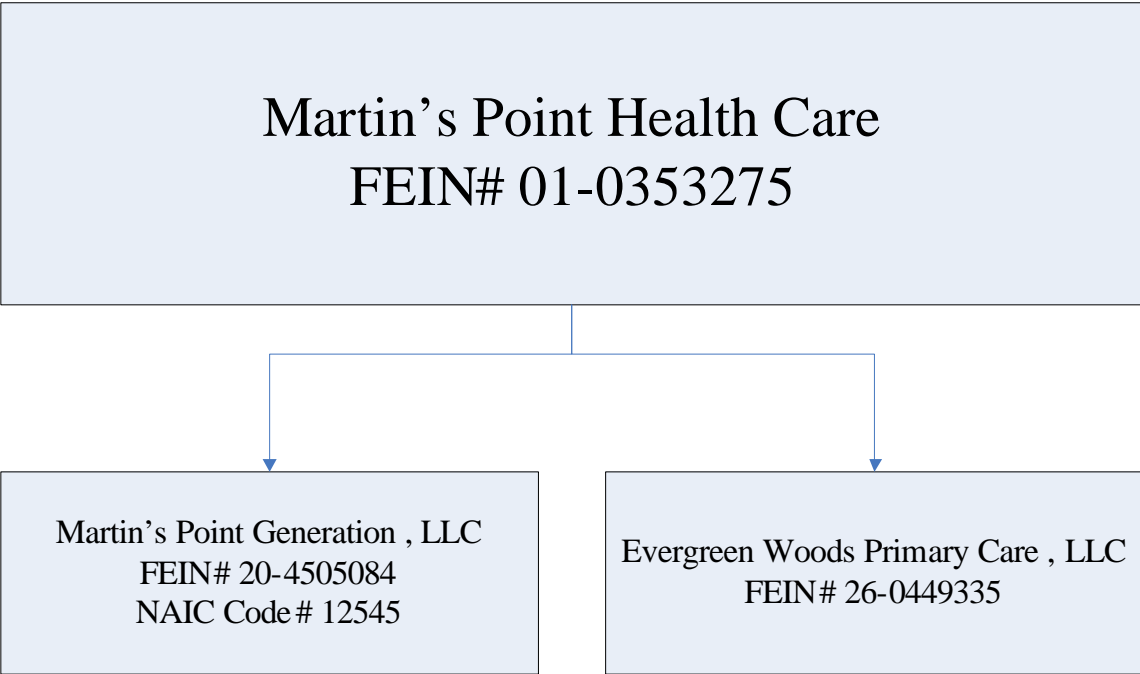 Martin’s Point Health Care
FEIN# 01-0353275
Martin’s Point Generation , LLC
FEIN# 20-4505084
NAIC Code # 12545
Evergreen Woods Primary Care , LLC
FEIN# 26-0449335